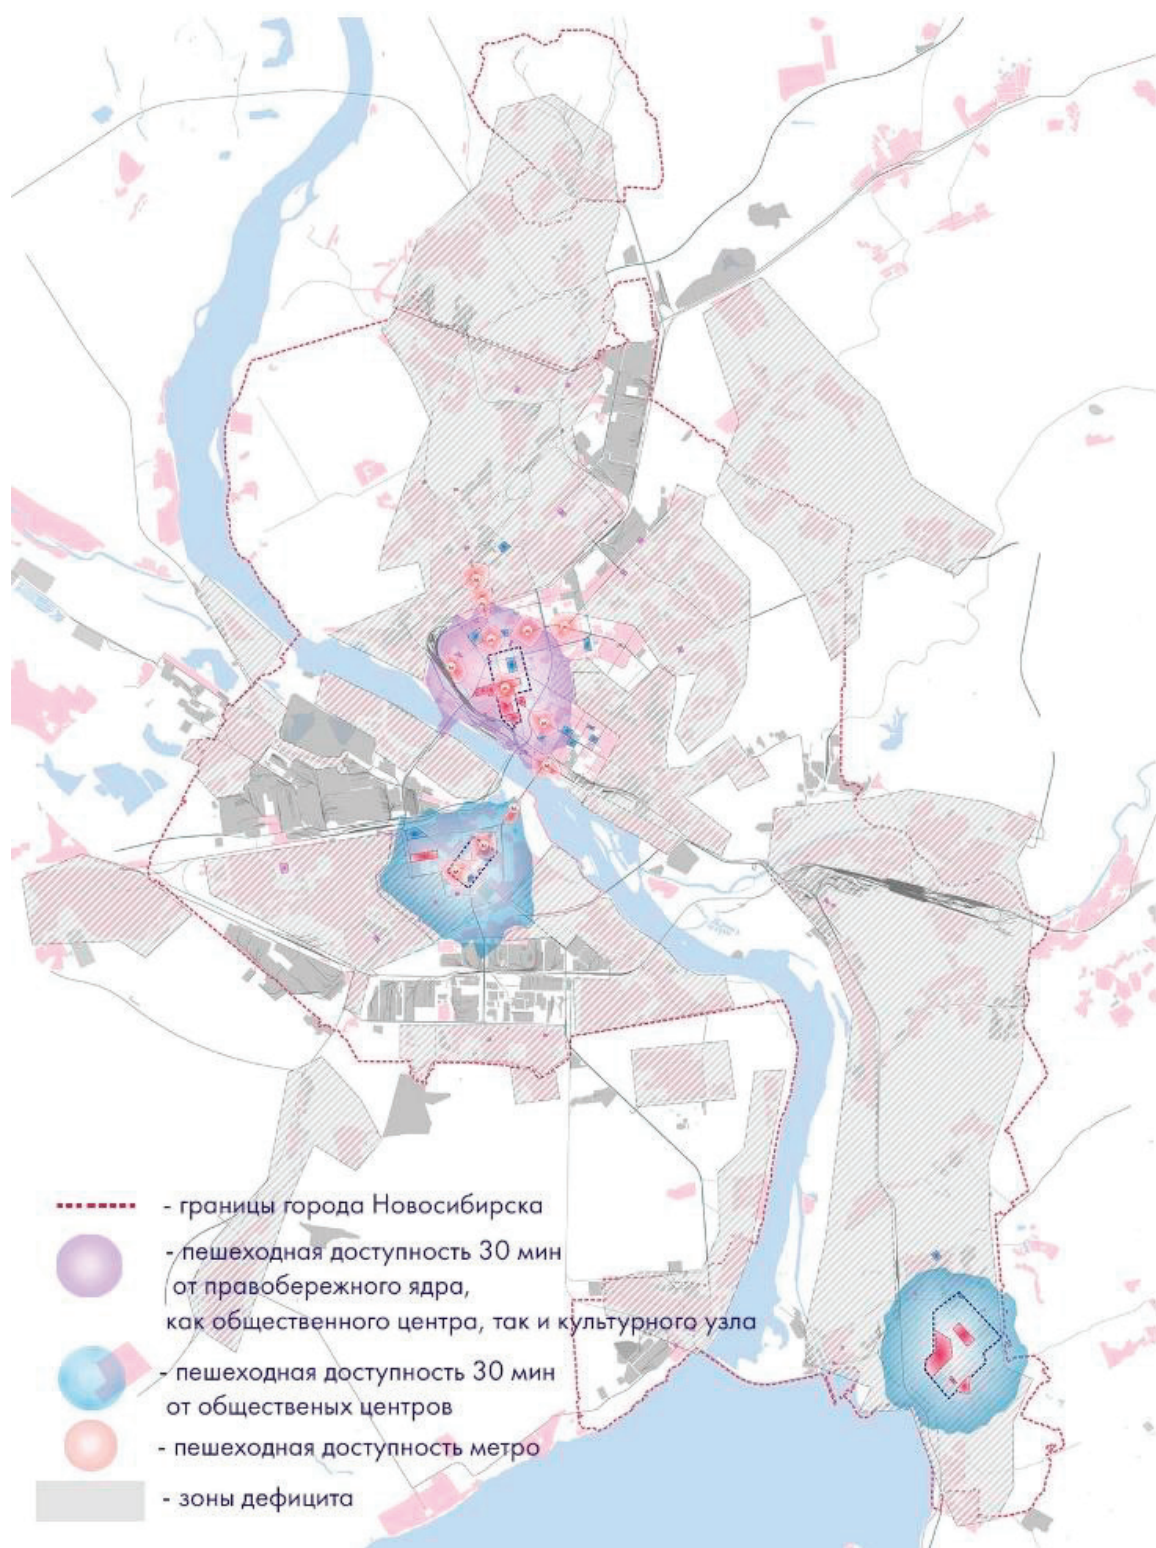 - границы города Новосибирска
- пешеходная доступность 30 мин
от правобережного ядра,
как общественного центра, так и культурного узла
- пешеходная доступность 30 мин
от общественых центров
- пешеходная доступность метро
- зоны дефицита